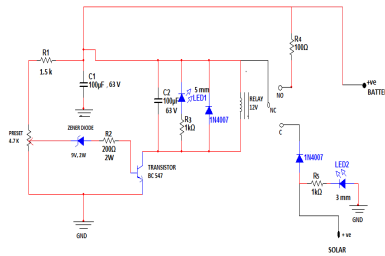 R4
100Ω
R1
1.5 k
C1
100µF , 63 V
+ve
BATTE
C2
100µF,
63 V
5 mm
LED1
RELAY
12V
NO
NC
R3
1kΩ
1N4007
C
PRESET
4.7 K
ZENER DIODE
9V, 2W
R2
200Ω
2W
TRANSISTOR
BC 547
1N4007
LED2
R5
1kΩ
3 mm
GND
GND
+ ve
SOLAR